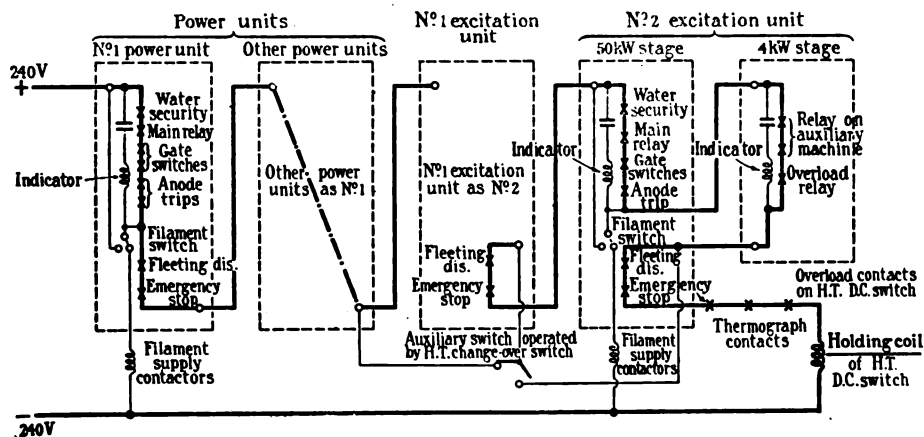 Power units
Nº1 excitation
unit
Nº2 excitation unit
Nº1 power unit
Other power units
50kW stage
4kW stage
240V
+
Water
security
Main relay
Gate
switches
Anode
trips
Indicator
Filament
switch
Fleeting dis.
Emergency
stop
Filament
supply
contactors
Other power
units as Nº1
Nº1 excitation
unit as Nº2
Fleeting
dis.
Emergency
stop
Auxiliary switch operated
by H.T. change-over switch
Water
security
Main
relay
Gate
switches
Anode
trip
Indicator
Filament
switch
Fleeting
dis.
Emergency
stop
Filament
supply
contactors
Indicator
Relay on
auxiliary
machine
Overload
relay
Overload contacts
on H.T. D.C. switch
Thermograph
contacts
Holding coil
of H.T.
D.C. switch
–
240V